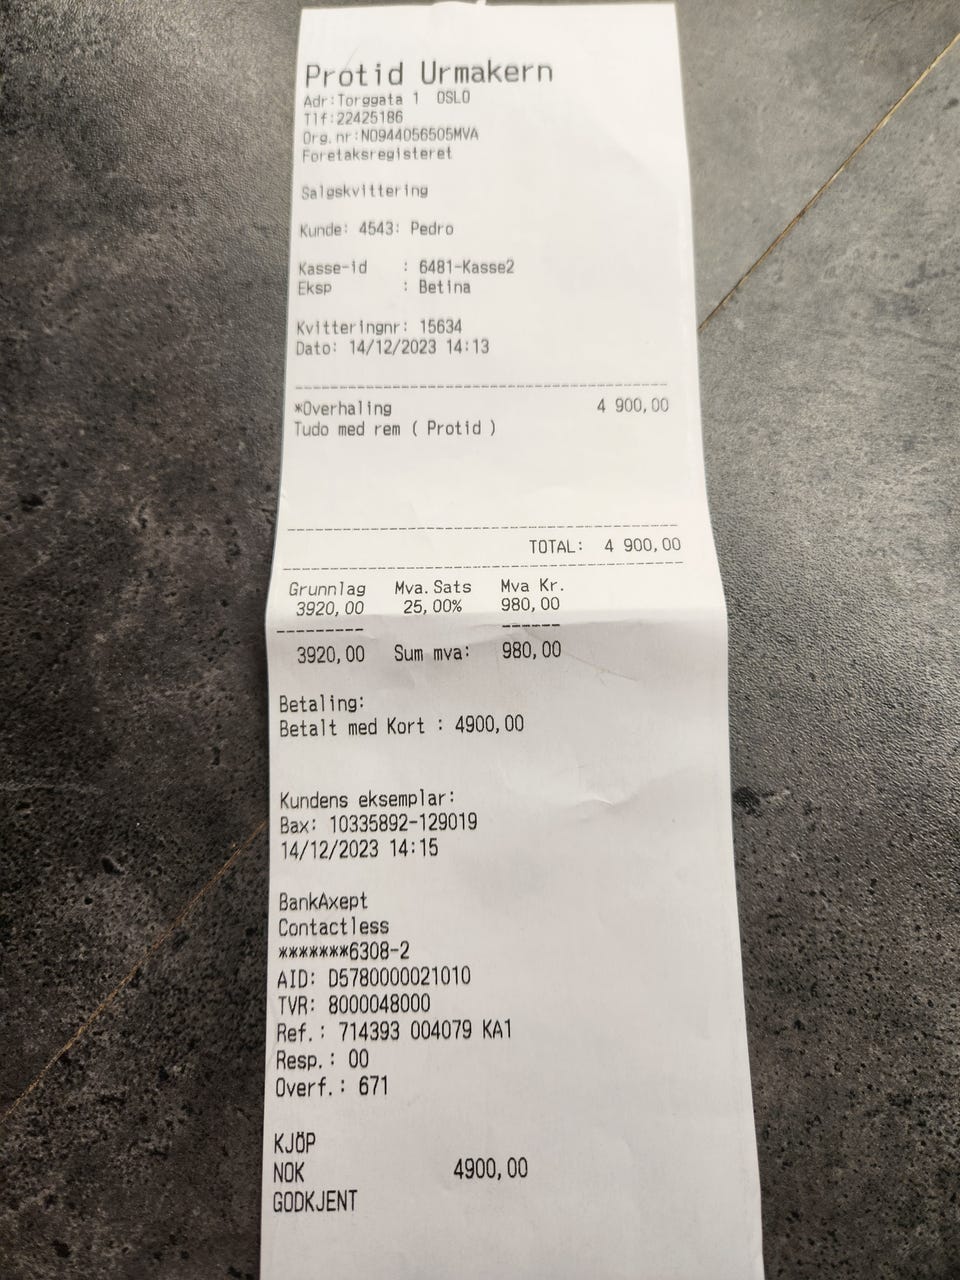 Protid Urmakern
Adr:Torggata 1 OSLO
Tlf:22425186
Org.nr:NO944056505MVA
Foretaksregisteret
Salgskvittering
Kunde: 4543: Pedro
Kasse-id : 6481-Kasse2
Eksp : Betina
Kvitteringnr: 15634
Dato: 14/12/2023 14:13
*Overhaling 4 900,00
Tudo med rem ( Protid )
TOTAL: 4 900,00
Grunnlag Mva.Sats Mva Kr.
3920,00 25,00% 980,00
3920,00 Sum mva: 980,00
Betaling:
Betalt med Kort : 4900,00
Kundens eksemplar:
Bax: 10335892-129019
14/12/2023 14:15
BankAxept
Contactless
*******6308-2
AID: D5780000021010
TVR: 8000048000
Ref.: 714393 004079 KA1
Resp.: 00
Overf.: 671
KJÖP
NOK 4900,00
GODKJENT